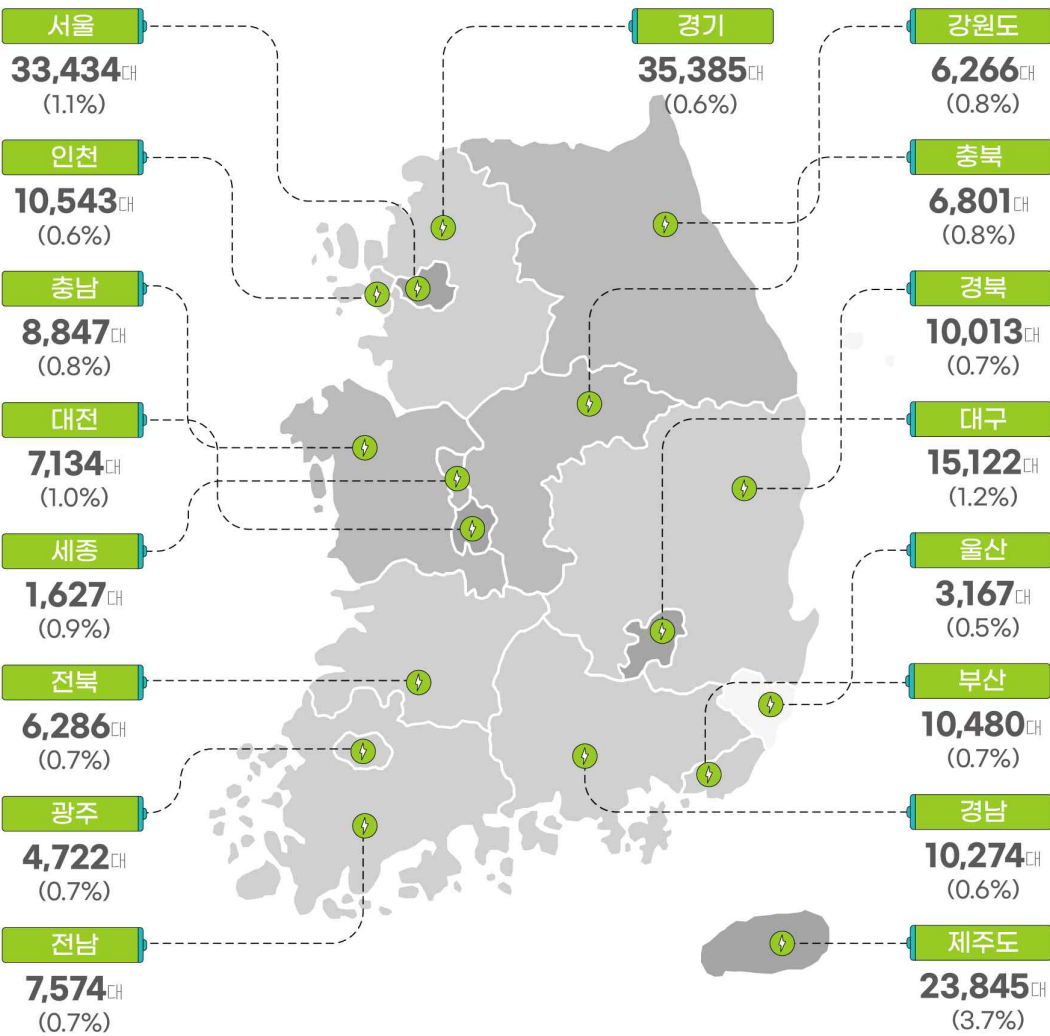 서울
33,434대
(1.1%)
경기
35,385대
(0.6%)
강원도
6,266대
(0.8%)
인천
10,543대
(0.6%)
충북
6,801대
(0.8%)
충남
8,847대
(0.8%)
경북
10,013대
(0.7%)
대전
7,134대
(1.0%)
대구
15,122대
(1.2%)
세종
1,627대
(0.9%)
울산
3,167대
(0.5%)
전북
6,286대
(0.7%)
부산
10,480대
(0.7%)
광주
4,722대
(0.7%)
경남
10,274대
(0.6%)
전남
7,574대
(0.7%)
제주도
23,845대
(3.7%)